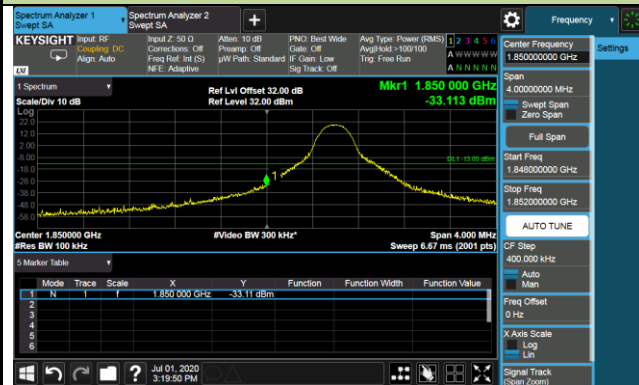 Spectrum Analyzer 1
Swept SA
Spectrum Analyzer 2
Swept SA
+
Frequency
KEYSIGHT
Input: RF
Coupling: DC
Align: Auto
Input Z: 50 Ω
Corrections: Off
Freq Ref: Int (S)
NFE: Adaptive
Atten: 10 dB
Preamp: Off
µW Path: Standard
PNO: Best Wide
Gate: Off
IF Gain: Low
Sig Track: Off
Avg Type: Power (RMS)
Avg|Hold: >100/100
Trig: Free Run
1 2 3 4 5 6
A W W W W W
A N N N N N
LXI
1 Spectrum
Scale/Div 10 dB
Ref Lvl Offset 32.00 dB
Ref Level 32.00 dBm
Mkr1 1.850 000 GHz
-33.113 dBm
Log
22.0
12.0
2.00
-8.00
-18.0
-28.0
-38.0
-48.0
-58.0
DL1 -13.00 dBm
1
Center 1.850000 GHz
#Res BW 100 kHz
#Video BW 300 kHz*
Span 4.000 MHz
Sweep 6.67 ms (2001 pts)
5 Marker Table
Mode Trace Scale X Y Function Function Width Function Value
1 N 1 f 1.850 000 GHz -33.11 dBm
2
3
4
5
6
Jul 01, 2020
3:19:50 PM
Center Frequency
1.850000000 GHz
Settings
Span
4.00000000 MHz
Swept Span
Zero Span
Full Span
Start Freq
1.848000000 GHz
Stop Freq
1.852000000 GHz
AUTO TUNE
CF Step
400.000 kHz
Auto
Man
Freq Offset
0 Hz
X Axis Scale
Log
Lin
Signal Track
(Span Zoom)